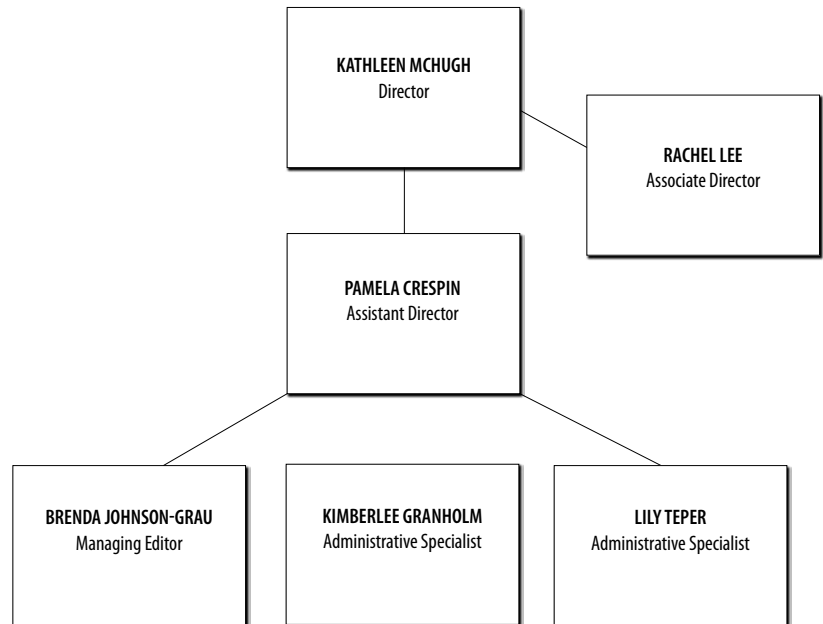 KATHLEEN MCHUGH
Director
RACHEL LEE
Associate Director
PAMELA CRESPIN
Assistant Director
BRENDA JOHNSON-GRAU
Managing Editor
KIMBERLEE GRANHOLM
Administrative Specialist
LILY TEPER
Administrative Specialist